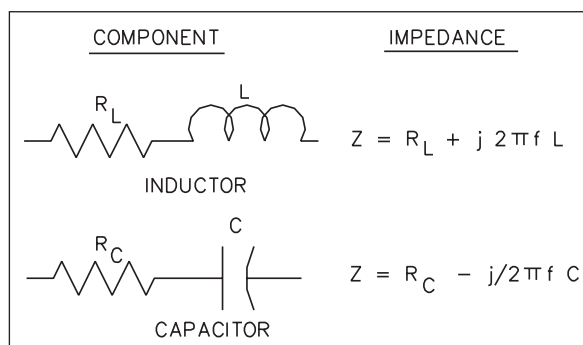 COMPONENT IMPEDANCE
R_L L
Z = R_L + j 2πf L
INDUCTOR
R_C C
Z = R_C − j/2πf C
CAPACITOR